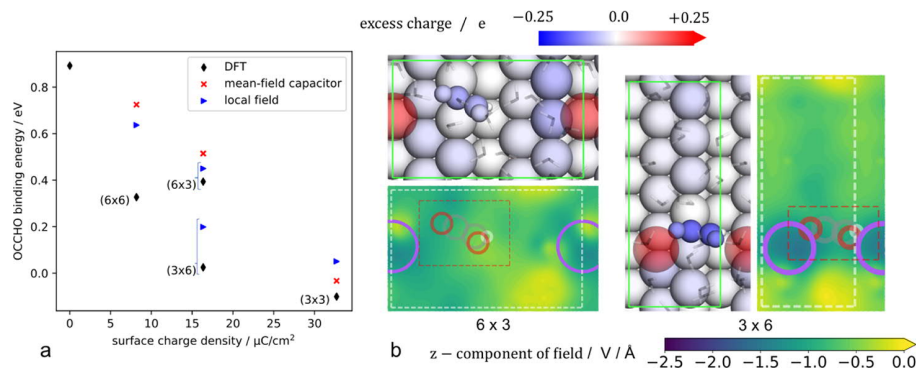 excess charge / e
−0.25
0.0
+0.25
DFT
mean-field capacitor
local field
0.8
0.6
0.4
0.2
0.0
OCCHO binding energy / eV
(6x6)
(6x3)
(3x6)
(3x3)
0
5
10
15
20
25
30
surface charge density / μC/cm²
a
b
6 x 3
3 x 6
z − component of field / V / Å
−2.5
−2.0
−1.5
−1.0
−0.5
0.0